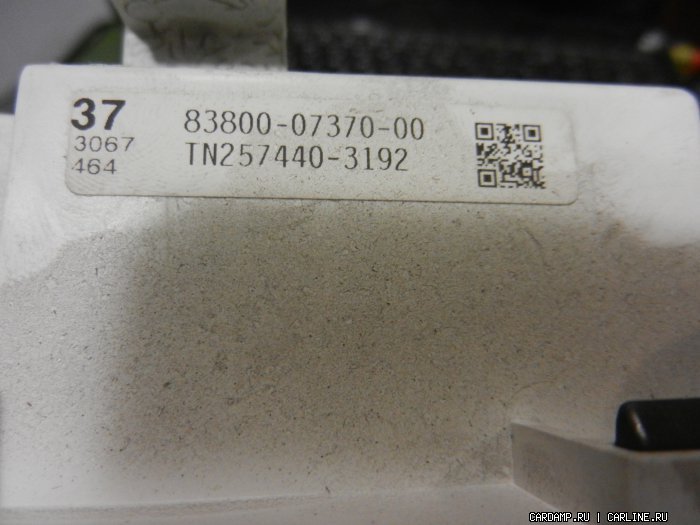 37 83800-07370-00
3067 TN257440-3192
464
CARDAMP.RU | CARLINE.RU